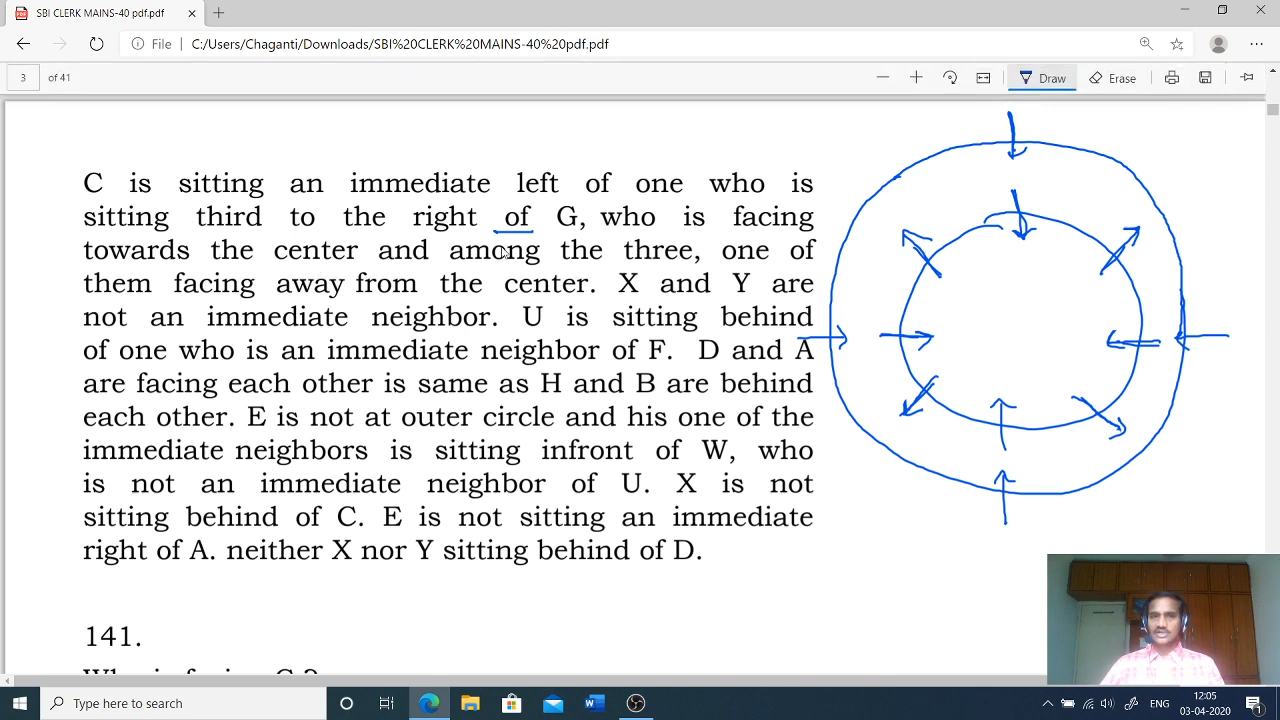 SBI CLERK MAINS-40 pdf.pdf
File C:/Users/Chaganti/Downloads/SBI%20CLERK%20MAINS-40%20pdf.pdf
3 of 41 Draw Erase
C is sitting an immediate left of one who is
sitting third to the right of G, who is facing
towards the center and among the three, one of
them facing away from the center. X and Y are
not an immediate neighbor. U is sitting behind
of one who is an immediate neighbor of F. D and A
are facing each other is same as H and B are behind
each other. E is not at outer circle and his one of the
immediate neighbors is sitting infront of W, who
is not an immediate neighbor of U. X is not
sitting behind of C. E is not sitting an immediate
right of A. neither X nor Y sitting behind of D.
141.
Type here to search
ENG
12:05
03-04-2020